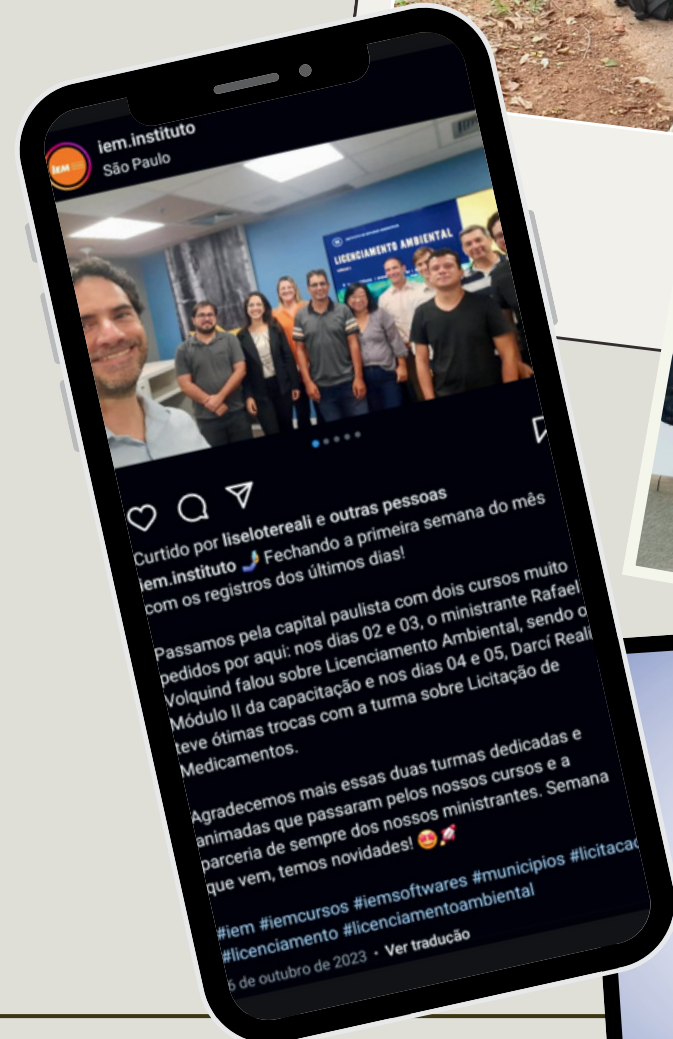 iem.instituto
São Paulo
IEM
LICENCIAMENTO AMBIENTAL
Curtido por liselotereali e outras pessoas
iem.instituto 🤳 Fechando a primeira semana do mês
com os registros dos últimos dias!
Passamos pela capital paulista com dois cursos muito
pedidos por aqui: nos dias 02 e 03, o ministrante Rafael
Volquind falou sobre Licenciamento Ambiental, sendo o
Módulo II da capacitação e nos dias 04 e 05, Darcí Reali
teve ótimas trocas com a turma sobre Licitação de
Medicamentos.
Agradecemos mais essas duas turmas dedicadas e
animadas que passaram pelos nossos cursos e a
parceria de sempre dos nossos ministrantes. Semana
que vem, temos novidades! 🤩🚀
#iem #iemcursos #iemsoftwares #municipios #licitacao
#licenciamento #licenciamentoambiental
6 de outubro de 2023 · Ver tradução